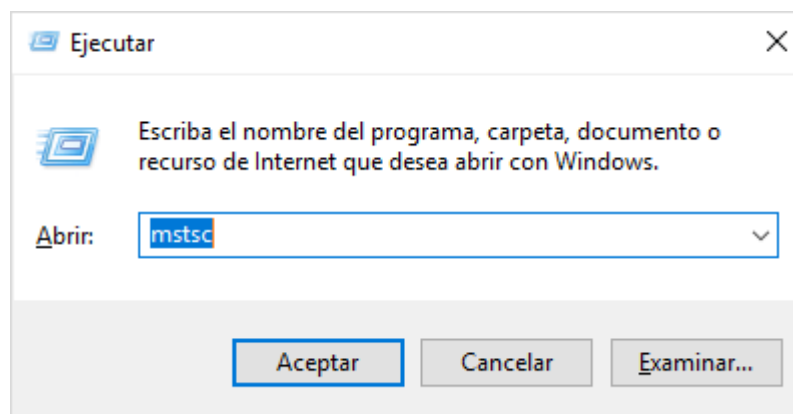 Ejecutar
Escriba el nombre del programa, carpeta, documento o
recurso de Internet que desea abrir con Windows.
Abrir: mstsc
Aceptar Cancelar Examinar...